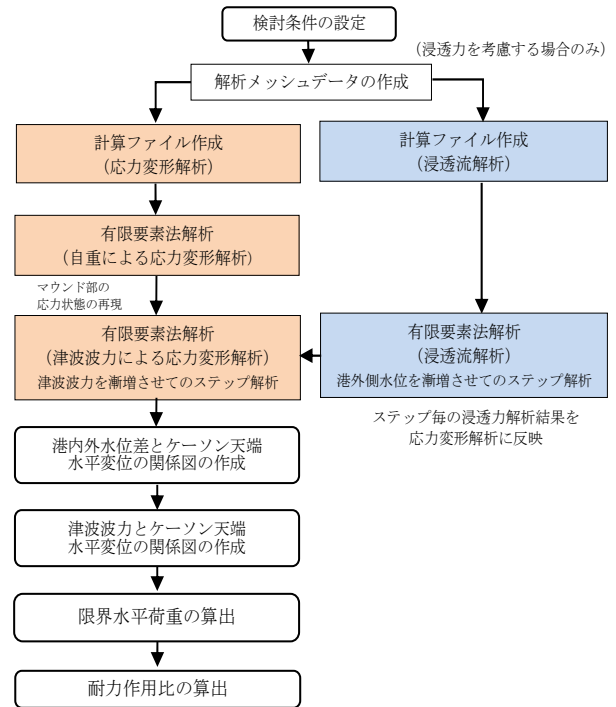 検討条件の設定
(浸透力を考慮する場合のみ)
解析メッシュデータの作成
計算ファイル作成
(応力変形解析)
計算ファイル作成
(浸透流解析)
有限要素法解析
(自重による応力変形解析)
マウンド部の
応力状態の再現
有限要素法解析
(津波波力による応力変形解析)
津波波力を漸増させてのステップ解析
有限要素法解析
(浸透流解析)
港外側水位を漸増させてのステップ解析
ステップ毎の浸透力解析結果を
応力変形解析に反映
港内外水位差とケーソン天端
水平変位の関係図の作成
津波波力とケーソン天端
水平変位の関係図の作成
限界水平荷重の算出
耐力作用比の算出